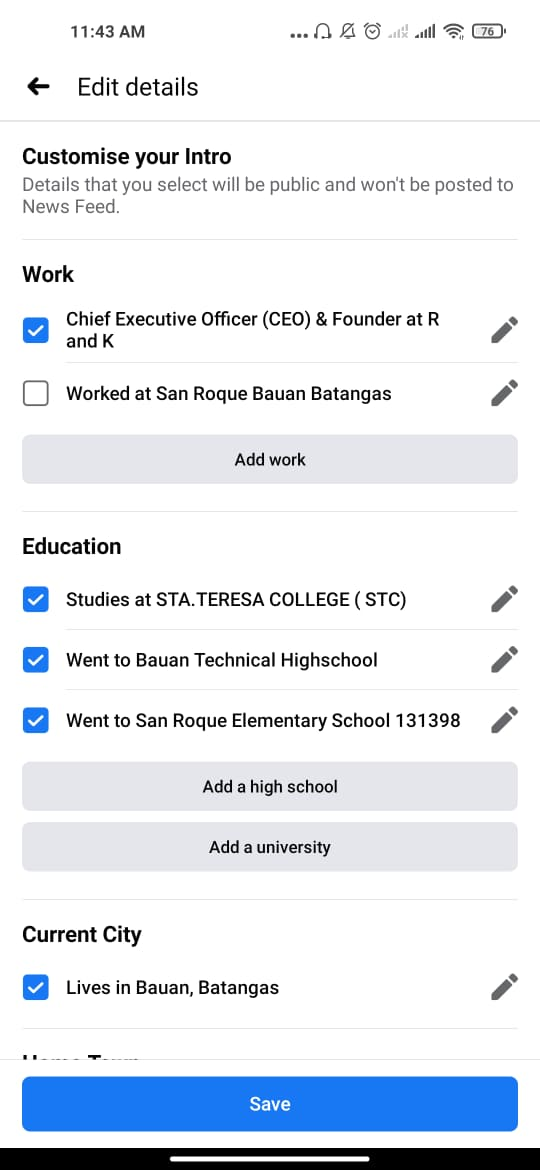 11:43 AM
76
Edit details
Customise your Intro
Details that you select will be public and won't be posted to
News Feed.
Work
Chief Executive Officer (CEO) & Founder at R
and K
Worked at San Roque Bauan Batangas
Add work
Education
Studies at STA.TERESA COLLEGE ( STC)
Went to Bauan Technical Highschool
Went to San Roque Elementary School 131398
Add a high school
Add a university
Current City
Lives in Bauan, Batangas
Home Town
Save